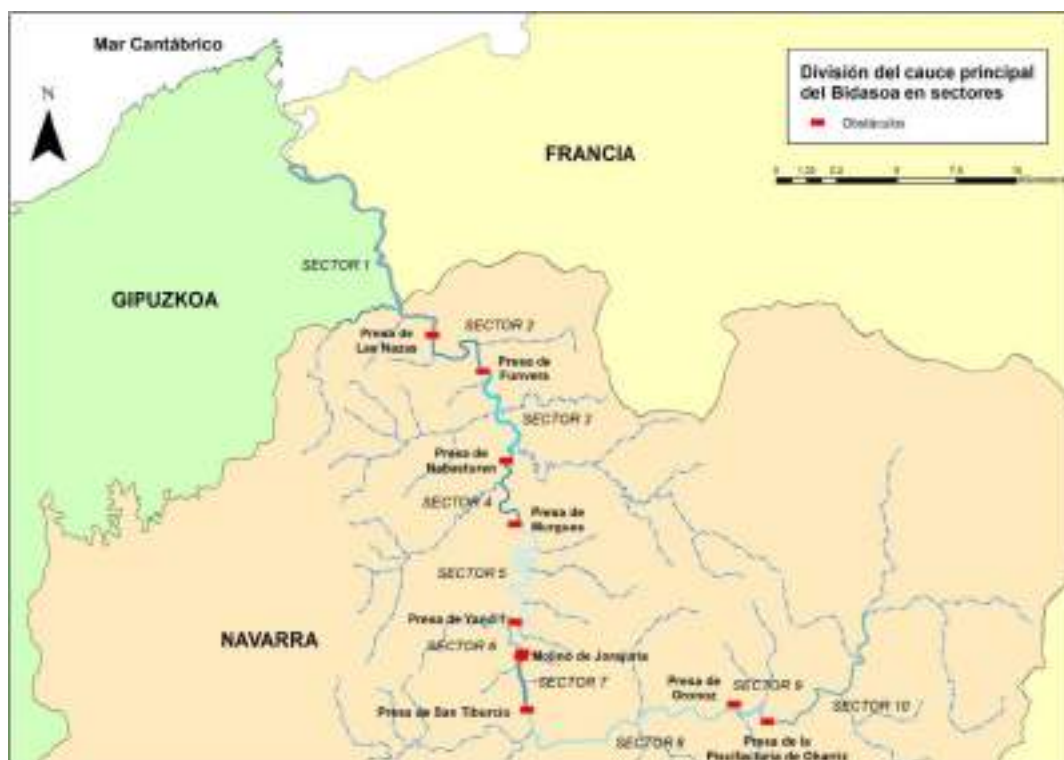 Mar Cantábrico
N
División del cauce principal
del Bidasoa en sectores
Obstáculos
FRANCIA
SECTOR 1
GIPUZKOA
SECTOR 2
Presa de
Las Nazas
Presa de
Funvera
SECTOR 3
Presa de
SECTOR 4
Presa de
Murgues
SECTOR 5
Presa de
NAVARRA
SECTOR 6
Molino de
SECTOR 7
Presa de San Tiburcio
Presa de
Oronoz
SECTOR 9
SECTOR 10
SECTOR 8
Presa de la
Piscifactoría de Oharriz